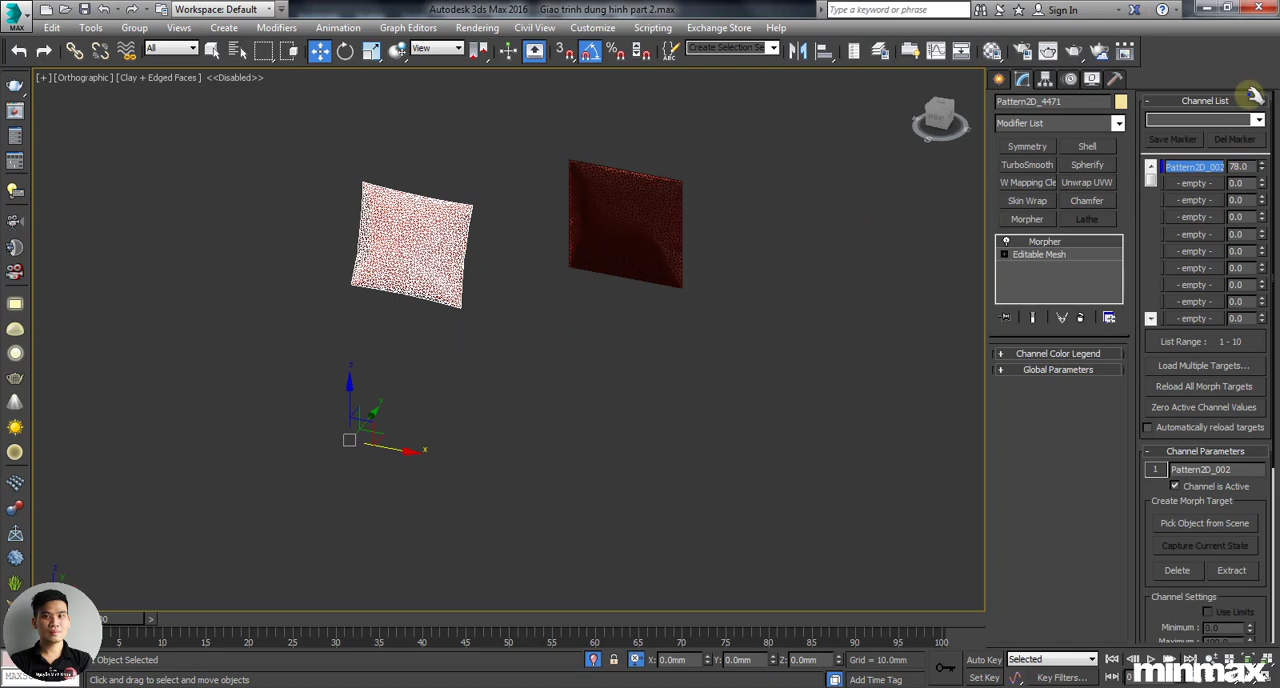 Workspace: Default
Autodesk 3ds Max 2016
Giao trinh dung hinh part 2.max
Type a keyword or phrase
Sign In
MAX
Edit Tools Group Views Create Modifiers Animation Graph Editors Rendering Civil View Customize Scripting Exchange Store Help
All
View
Create Selection Se
[+] [Orthographic] [Clay + Edged Faces] <<Disabled>>
Pattern2D_4471
Modifier List
Symmetry Shell
TurboSmooth Spherify
W Mapping Cle Unwrap UVW
Skin Wrap Chamfer
Morpher Lathe
Morpher
Editable Mesh
Channel Color Legend
Global Parameters
Channel List
Save Marker Del Marker
Pattern2D_002 78.0
- empty - 0.0
- empty - 0.0
- empty - 0.0
- empty - 0.0
- empty - 0.0
- empty - 0.0
- empty - 0.0
- empty - 0.0
- empty - 0.0
List Range : 1 - 10
Load Multiple Targets...
Reload All Morph Targets
Zero Active Channel Values
Automatically reload targets
Channel Parameters
1 Pattern2D_002
Channel is Active
Create Morph Target
Pick Object from Scene
Capture Current State
Delete Extract
Channel Settings
Use Limits
Minimum : 0.0
z
y
x
5 10 15 20 25 30 35 40 45 50 55 60 65 70 75 80 85 90 95 100
1 Object Selected
X: 0.0mm Y: 0.0mm Z: 0.0mm Grid = 10.0mm
Auto Key Selected
Click and drag to select and move objects
Add Time Tag
Set Key Key Filters...
minmax